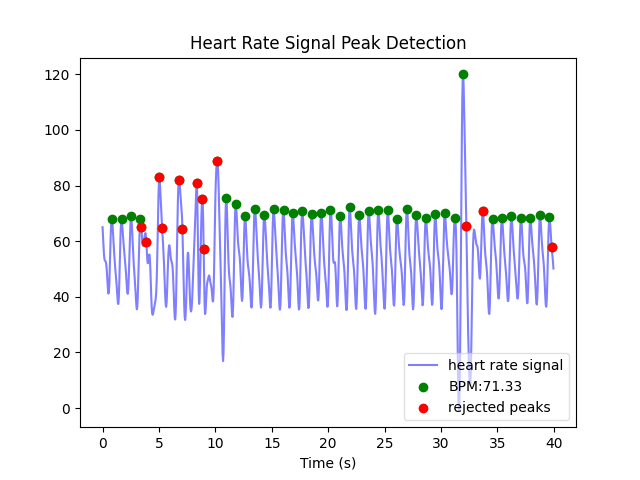 Heart Rate Signal Peak Detection
120
100
80
60
40
20
0
heart rate signal
BPM:71.33
rejected peaks
0 5 10 15 20 25 30 35 40
Time (s)